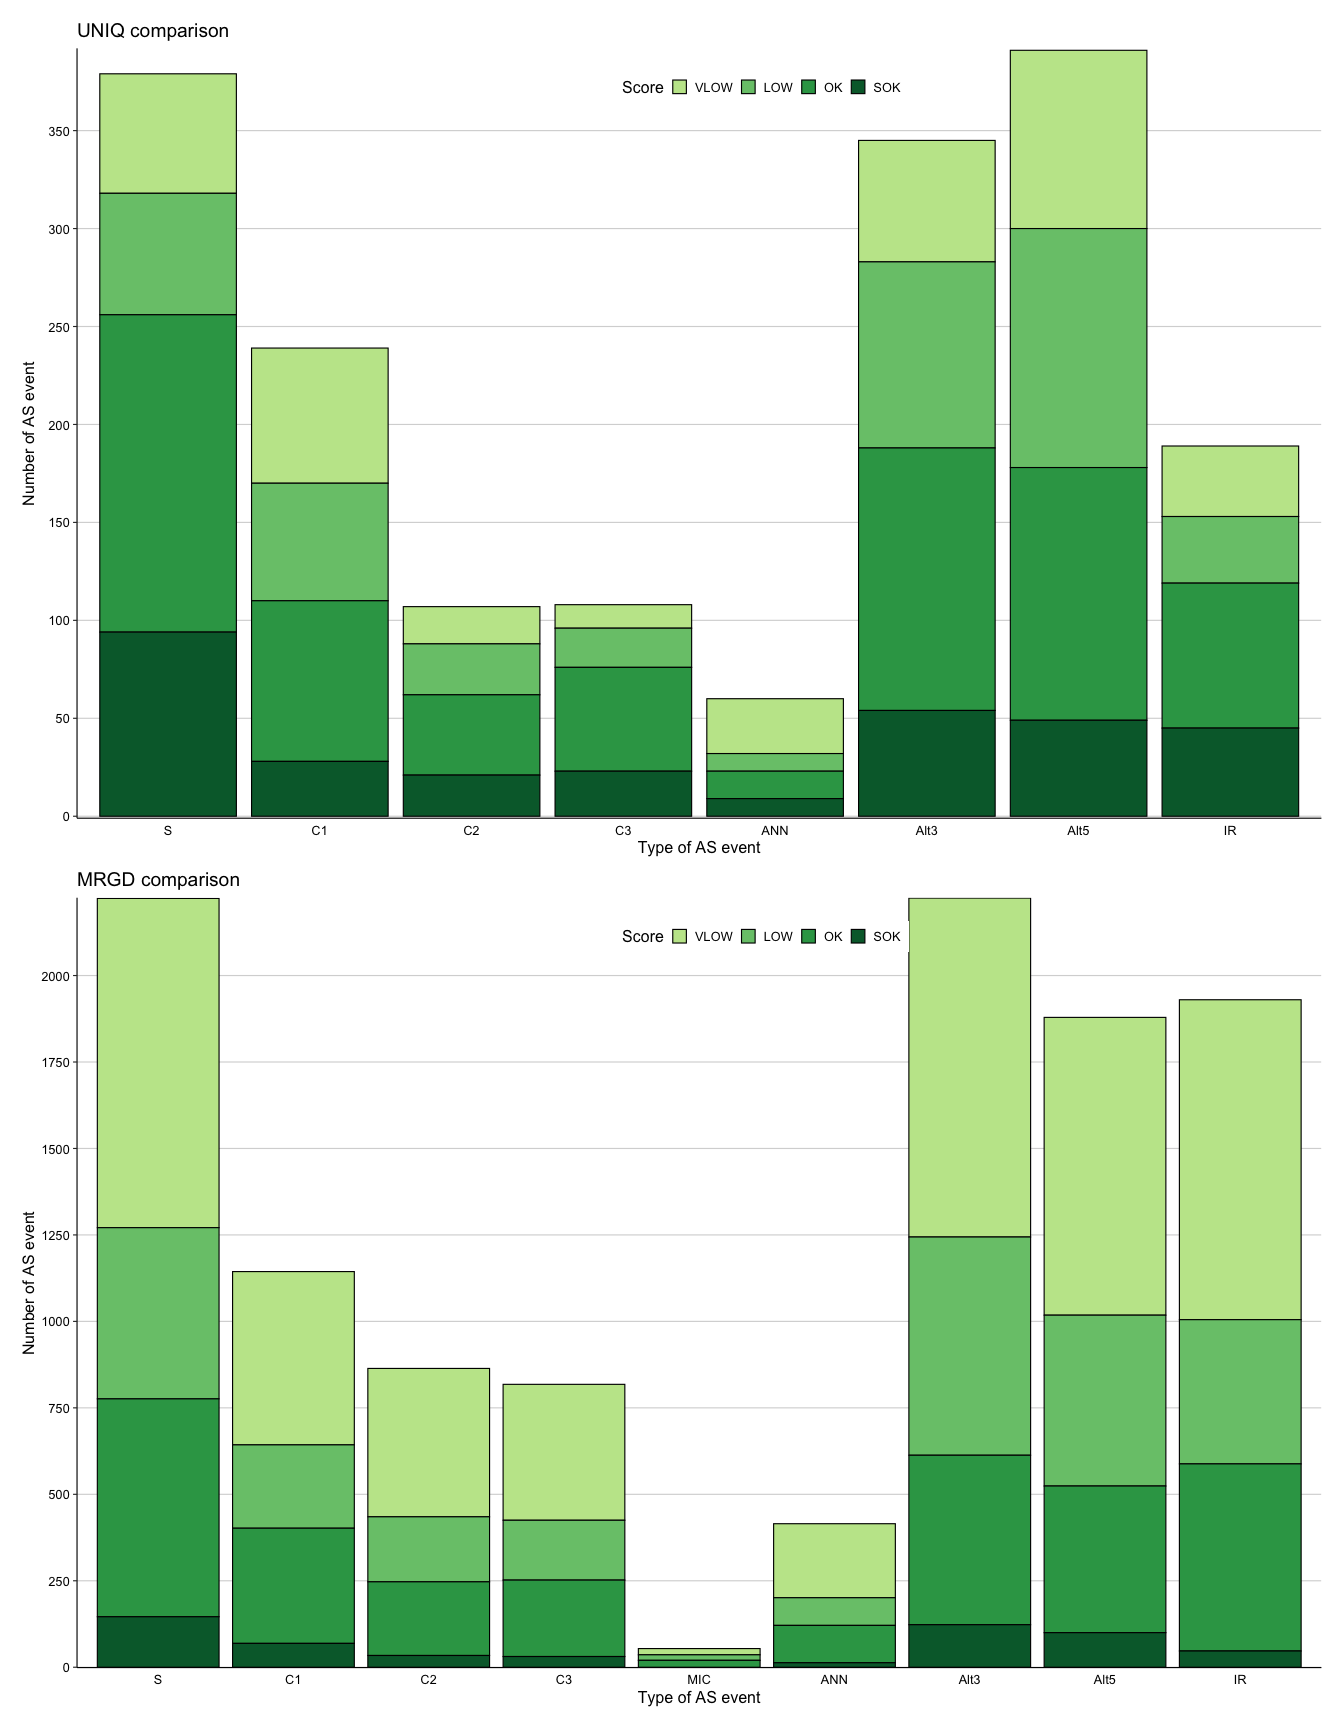 UNIQ comparison
Score VLOW LOW OK SOK
Number of AS event
350
300
250
200
150
100
50
0
S C1 C2 C3 ANN Alt3 Alt5 IR
Type of AS event
MRGD comparison
Score VLOW LOW OK SOK
Number of AS event
2000
1750
1500
1250
1000
750
500
250
0
S C1 C2 C3 MIC ANN Alt3 Alt5 IR
Type of AS event